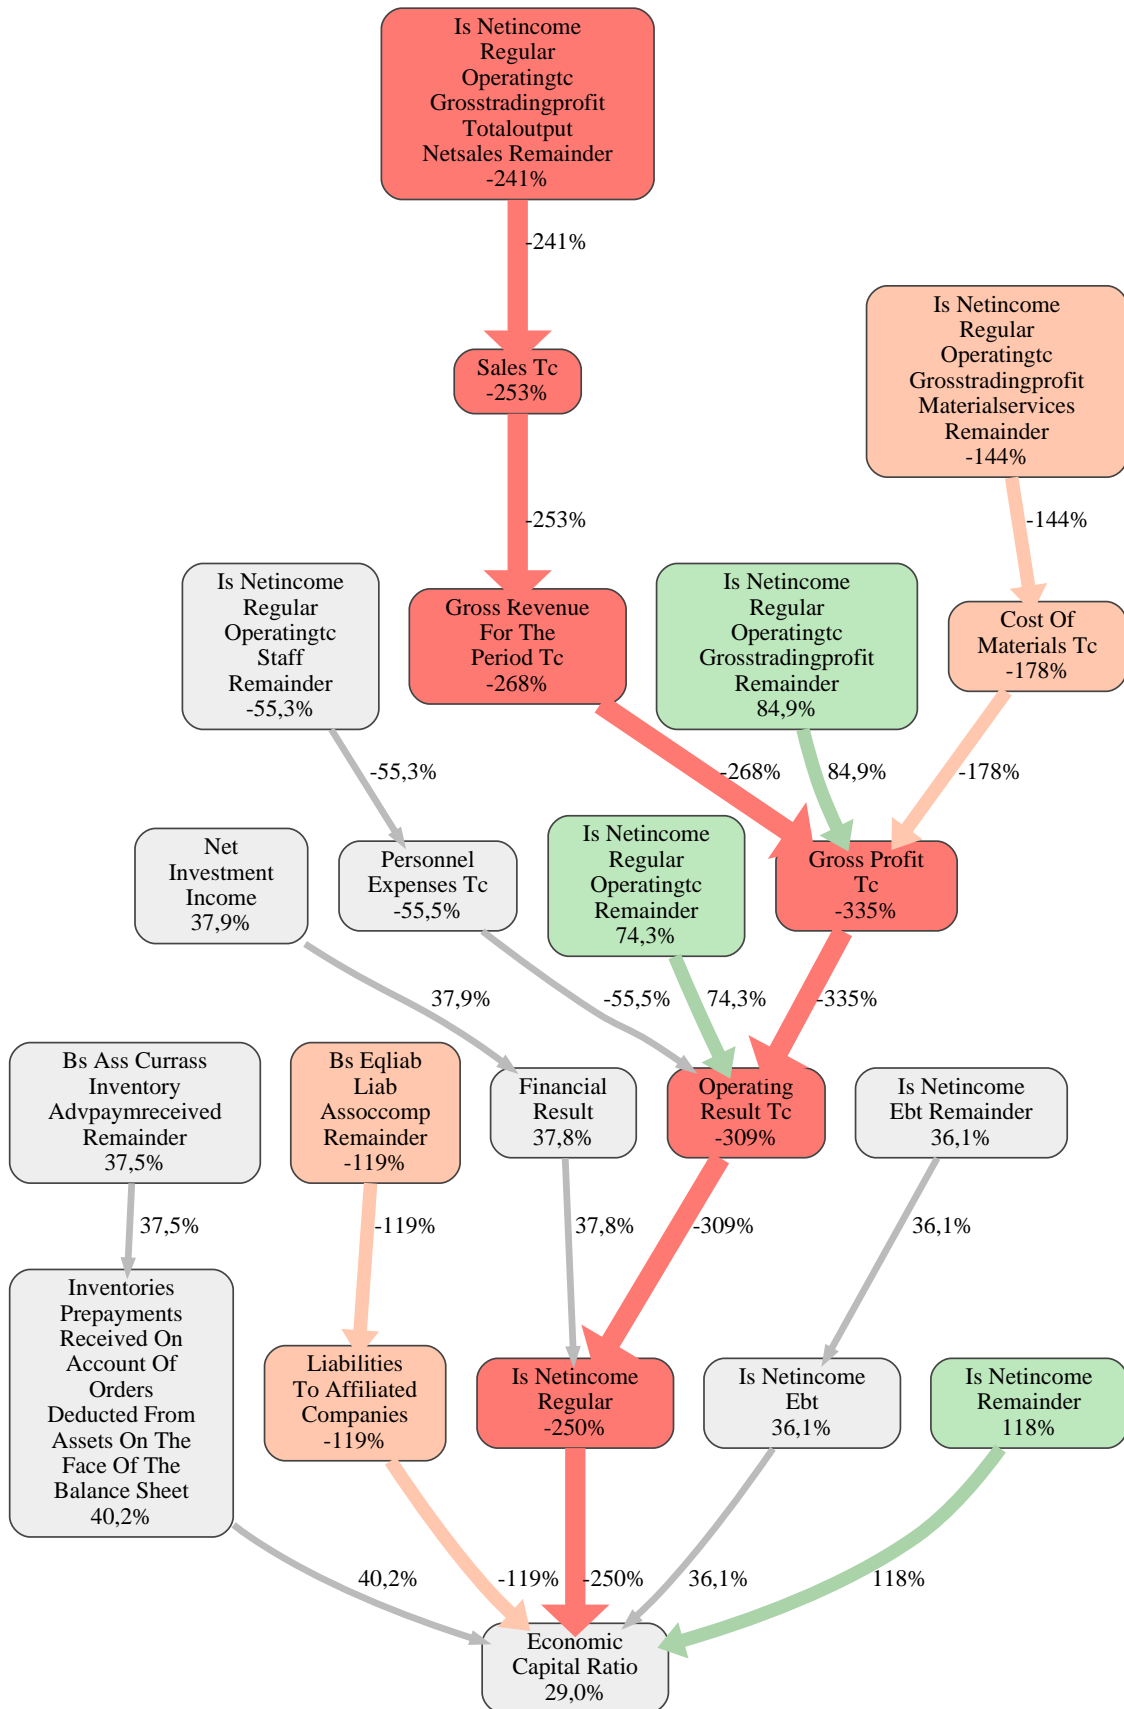 Is Netincome
Regular
Operatingtc
Grosstradingprofit
Totaloutput
Netsales Remainder
-241%
-241%
Is Netincome
Regular
Operatingtc
Grosstradingprofit
Materialservices
Remainder
-144%
Sales Tc
-253%
-253%
-144%
Is Netincome
Regular
Operatingtc
Staff
Remainder
-55,3%
Gross Revenue
For The
Period Tc
-268%
Is Netincome
Regular
Operatingtc
Grosstradingprofit
Remainder
84,9%
Cost Of
Materials Tc
-178%
-55,3%
-268%
84,9%
-178%
Net
Investment
Income
37,9%
Personnel
Expenses Tc
-55,5%
Is Netincome
Regular
Operatingtc
Remainder
74,3%
Gross Profit
Tc
-335%
37,9%
-55,5%
74,3%
-335%
Bs Ass Currass
Inventory
Advpaymreceived
Remainder
37,5%
Bs Eqliab
Liab
Assoccomp
Remainder
-119%
Financial
Result
37,8%
Operating
Result Tc
-309%
Is Netincome
Ebt Remainder
36,1%
37,5%
-119%
37,8%
-309%
36,1%
Inventories
Prepayments
Received On
Account Of
Orders
Deducted From
Assets On The
Face Of The
Balance Sheet
40,2%
Liabilities
To Affiliated
Companies
-119%
Is Netincome
Regular
-250%
Is Netincome
Ebt
36,1%
Is Netincome
Remainder
118%
40,2%
-119%
-250%
36,1%
118%
Economic
Capital Ratio
29,0%